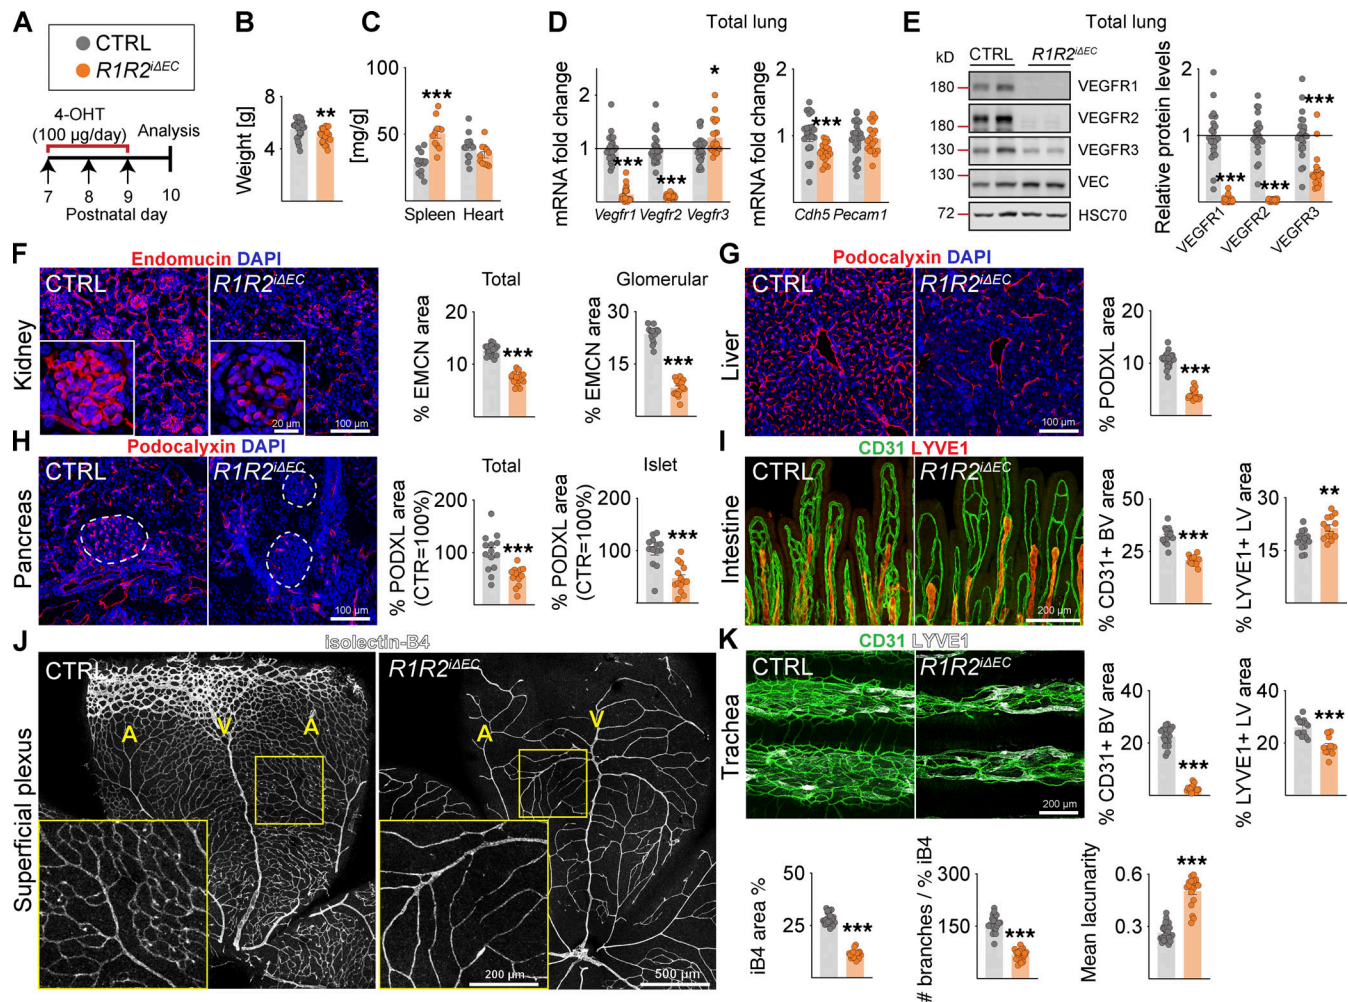 A
CTRL
R1R2iΔEC
4-OHT
(100 µg/day)
Analysis
7
8
9
10
Postnatal day
B
Weight [g]
8
4
**
C
[mg/g]
100
50
***
Spleen
Heart
D
Total lung
mRNA fold change
2
1
***
***
*
Vegfr1
Vegfr2
Vegfr3
mRNA fold change
2
1
***
Cdh5
Pecam1
E
Total lung
kD
CTRL
R1R2iΔEC
180
VEGFR1
180
VEGFR2
130
VEGFR3
130
VEC
72
HSC70
Relative protein levels
2
1
***
***
***
VEGFR1
VEGFR2
VEGFR3
F
Endomucin DAPI
Kidney
CTRL
R1R2iΔEC
20 µm
100 µm
Total
% EMCN area
20
10
***
Glomerular
% EMCN area
30
15
***
G
Podocalyxin DAPI
Liver
CTRL
R1R2iΔEC
100 µm
% PODXL area
20
10
***
H
Podocalyxin DAPI
Pancreas
CTRL
R1R2iΔEC
100 µm
Total
% PODXL area
(CTR=100%)
200
100
***
Islet
% PODXL area
(CTR=100%)
200
100
***
I
CD31 LYVE1
Intestine
CTRL
R1R2iΔEC
200 µm
% CD31+ BV area
50
25
***
% LYVE1+ LV area
30
15
**
J
isolectin-B4
Superficial plexus
CTRL
A
V
A
R1R2iΔEC
A
V
200 µm
500 µm
K
CD31 LYVE1
Trachea
CTRL
R1R2iΔEC
200 µm
% CD31+ BV area
40
20
***
% LYVE1+ LV area
40
20
***
iB4 area %
50
25
***
# branches / % iB4
300
150
***
Mean lacunarity
0.6
0.3
***